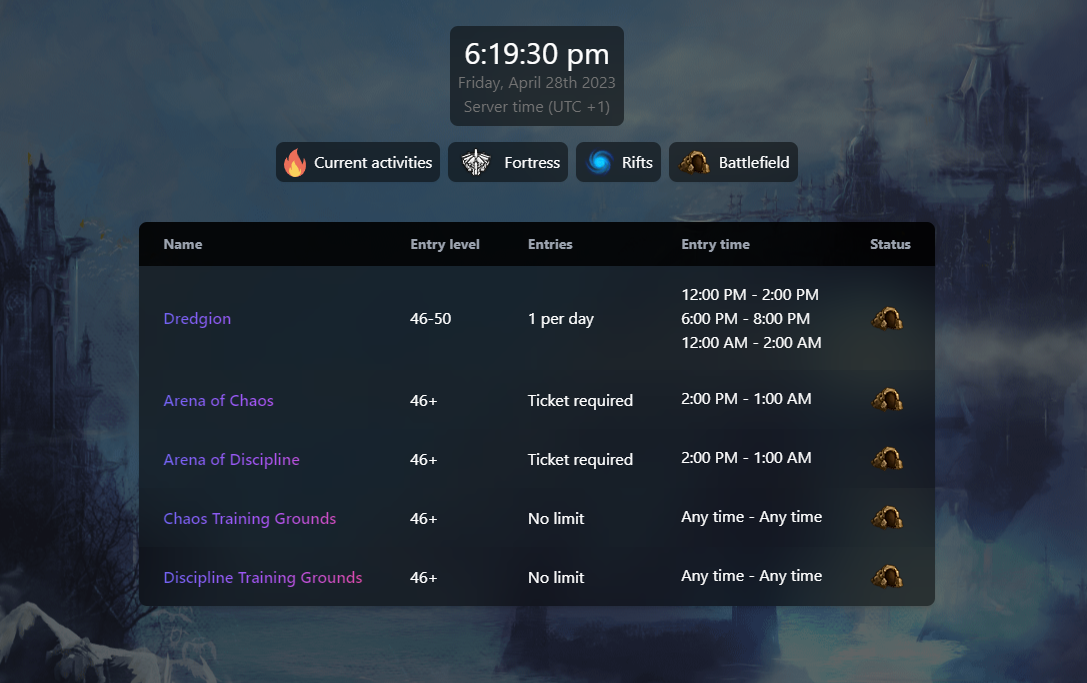 6:19:30 pm
Friday, April 28th 2023
Server time (UTC +1)
Current activities Fortress Rifts Battlefield
Name Entry level Entries Entry time Status
12:00 PM - 2:00 PM
Dredgion 46-50 1 per day 6:00 PM - 8:00 PM
12:00 AM - 2:00 AM
Arena of Chaos 46+ Ticket required 2:00 PM - 1:00 AM
Arena of Discipline 46+ Ticket required 2:00 PM - 1:00 AM
Chaos Training Grounds 46+ No limit Any time - Any time
Discipline Training Grounds 46+ No limit Any time - Any time